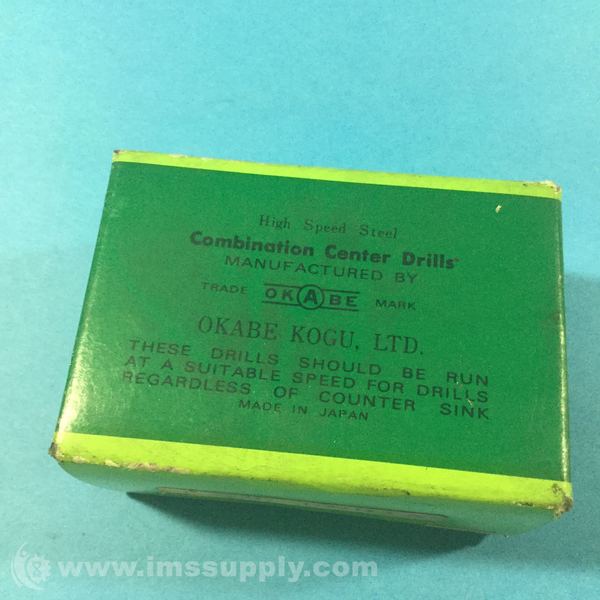 High Speed Steel
Combination Center Drills
MANUFACTURED BY
TRADE OKABE MARK
OKABE KOGU, LTD.
THESE DRILLS SHOULD BE RUN
AT A SUITABLE SPEED FOR DRILLS
REGARDLESS OF COUNTER SINK
MADE IN JAPAN
www.imssupply.com